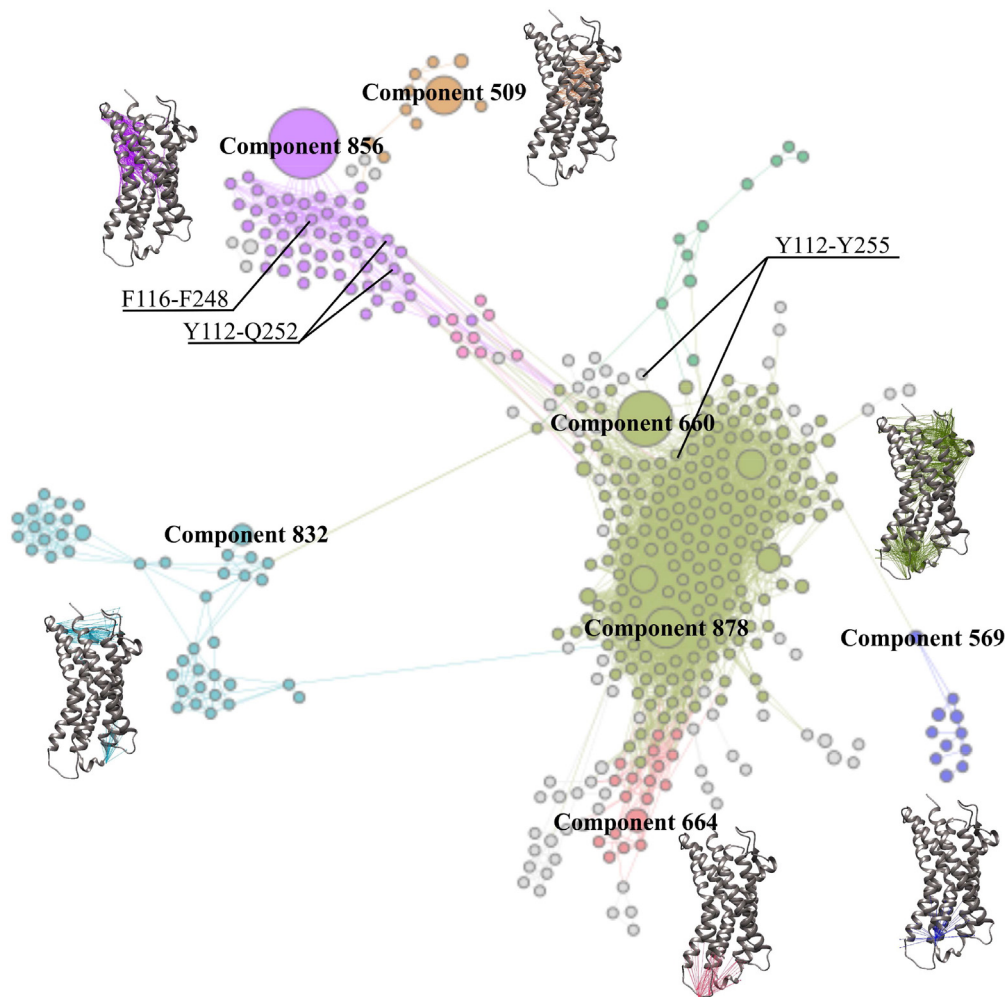 Component 509
Component 856
Y112-Y255
F116-F248
Y112-Q252
Component 660
Component 832
Component 878
Component 569
Component 664